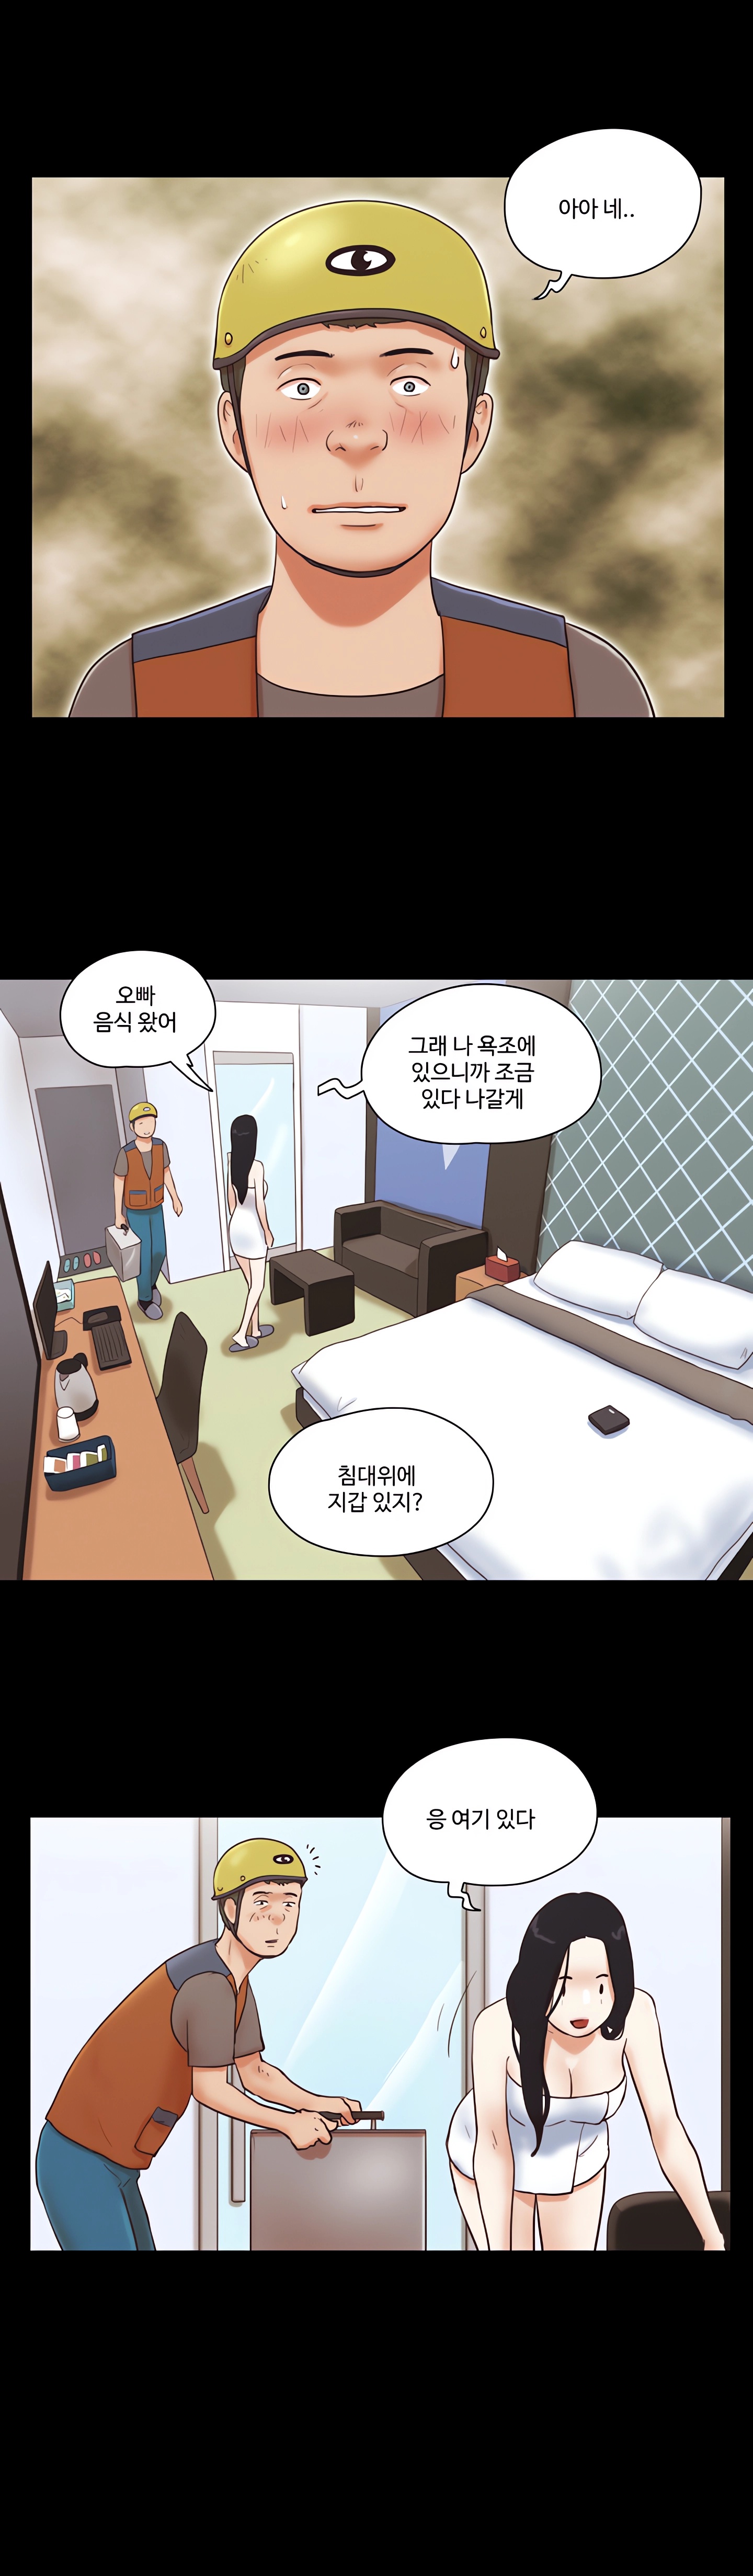 아아 네..
오빠
음식 왔어
그래 나 욕조에
있으니까 조금
있다 나갈게
침대위에
지갑 있지?
응 여기 있다